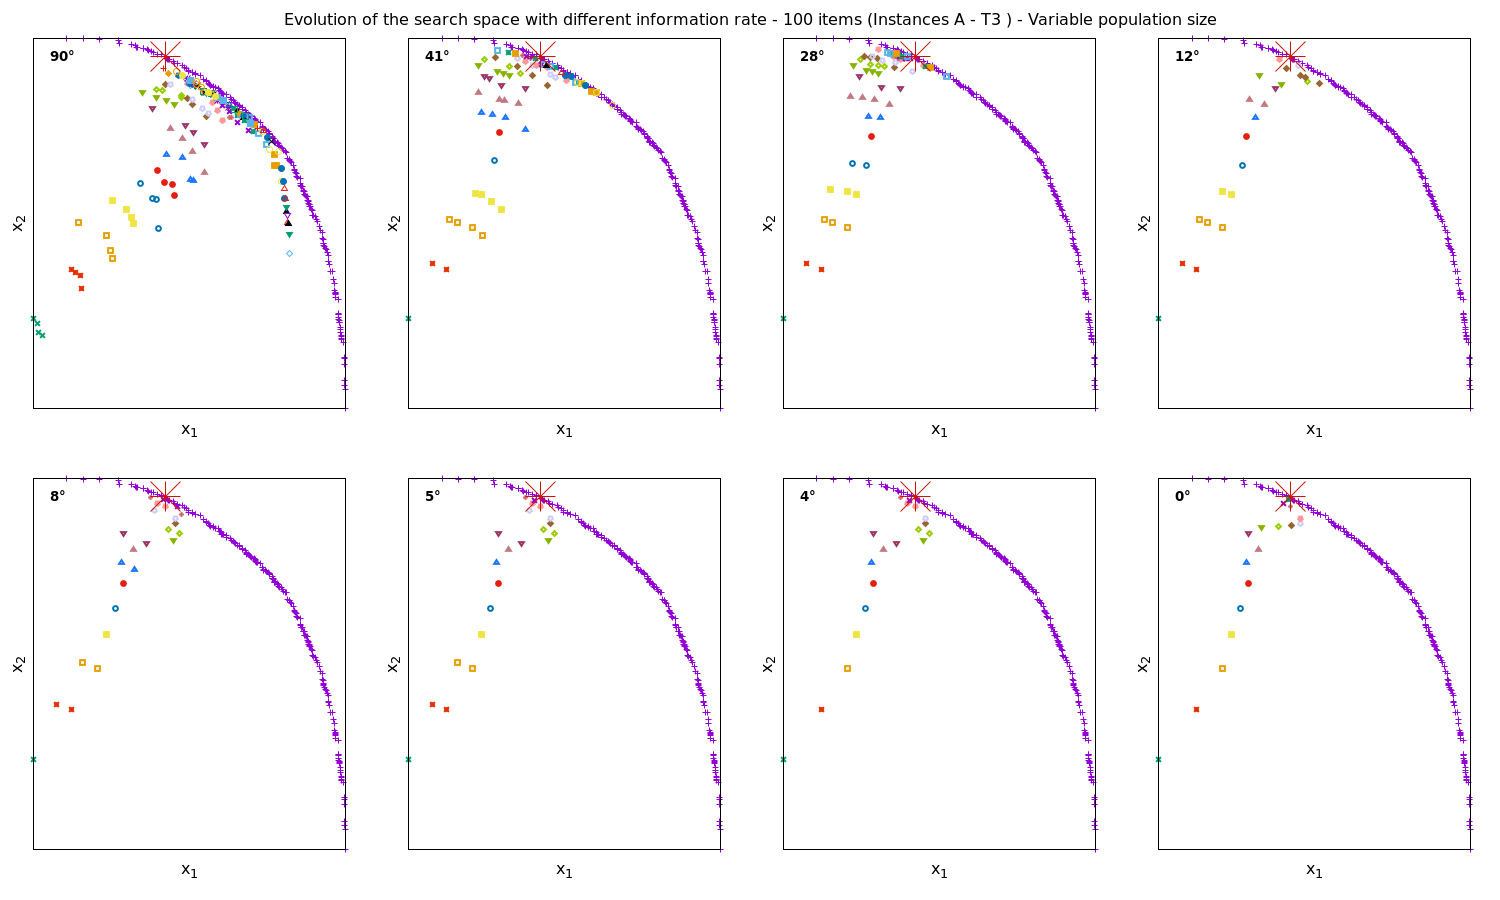 Evolution of the search space with different information rate - 100 items (Instances A - T3 ) - Variable population size
90°
41°
28°
12°
x2
x2
x2
x2
x1
x1
x1
x1
8°
5°
4°
0°
x2
x2
x2
x2
x1
x1
x1
x1